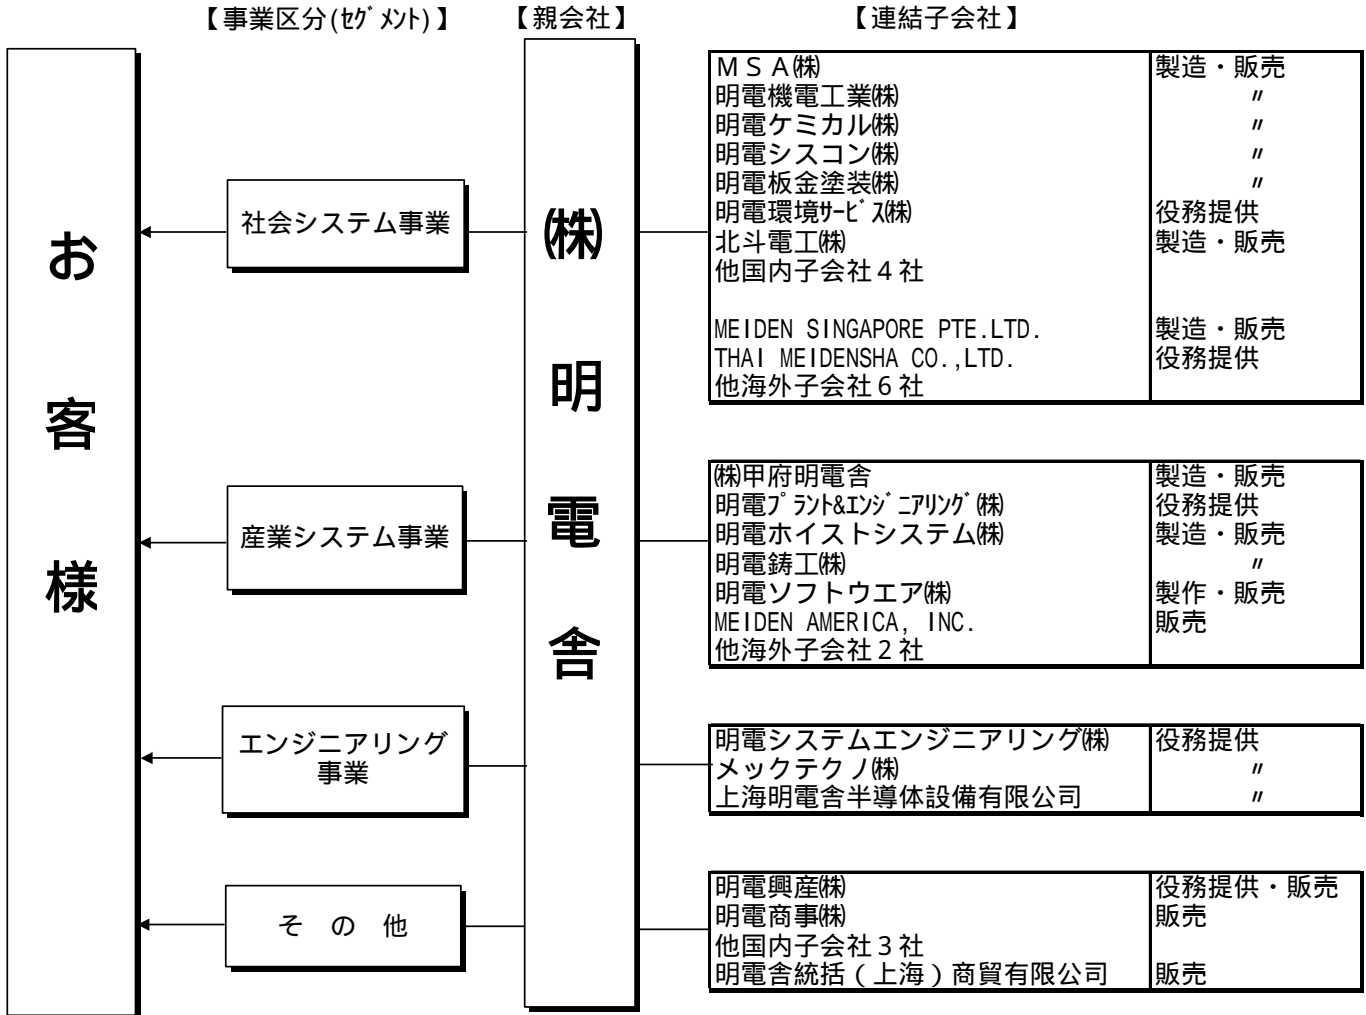 【事業区分(ｾｸﾞﾒﾝﾄ)】 【親会社】 【連結子会社】
お客様
社会システム事業
産業システム事業
エンジニアリング
事業
そ の 他
㈱明電舎
ＭＳＡ㈱ 製造・販売
明電機電工業㈱ 〃
明電ケミカル㈱ 〃
明電シスコン㈱ 〃
明電板金塗装㈱ 〃
明電環境ｻｰﾋﾞｽ㈱ 役務提供
北斗電工㈱ 製造・販売
他国内子会社４社
MEIDEN SINGAPORE PTE.LTD. 製造・販売
THAI MEIDENSHA CO.,LTD. 役務提供
他海外子会社６社
㈱甲府明電舎 製造・販売
明電ﾌﾟﾗﾝﾄ&ｴﾝｼﾞﾆｱﾘﾝｸﾞ㈱ 役務提供
明電ホイストシステム㈱ 製造・販売
明電鋳工㈱ 〃
明電ソフトウエア㈱ 製作・販売
MEIDEN AMERICA, INC. 販売
他海外子会社２社
明電システムエンジニアリング㈱ 役務提供
メックテクノ㈱ 〃
上海明電舎半導体設備有限公司 〃
明電興産㈱ 役務提供・販売
明電商事㈱ 販売
他国内子会社３社
明電舎統括（上海）商貿有限公司 販売